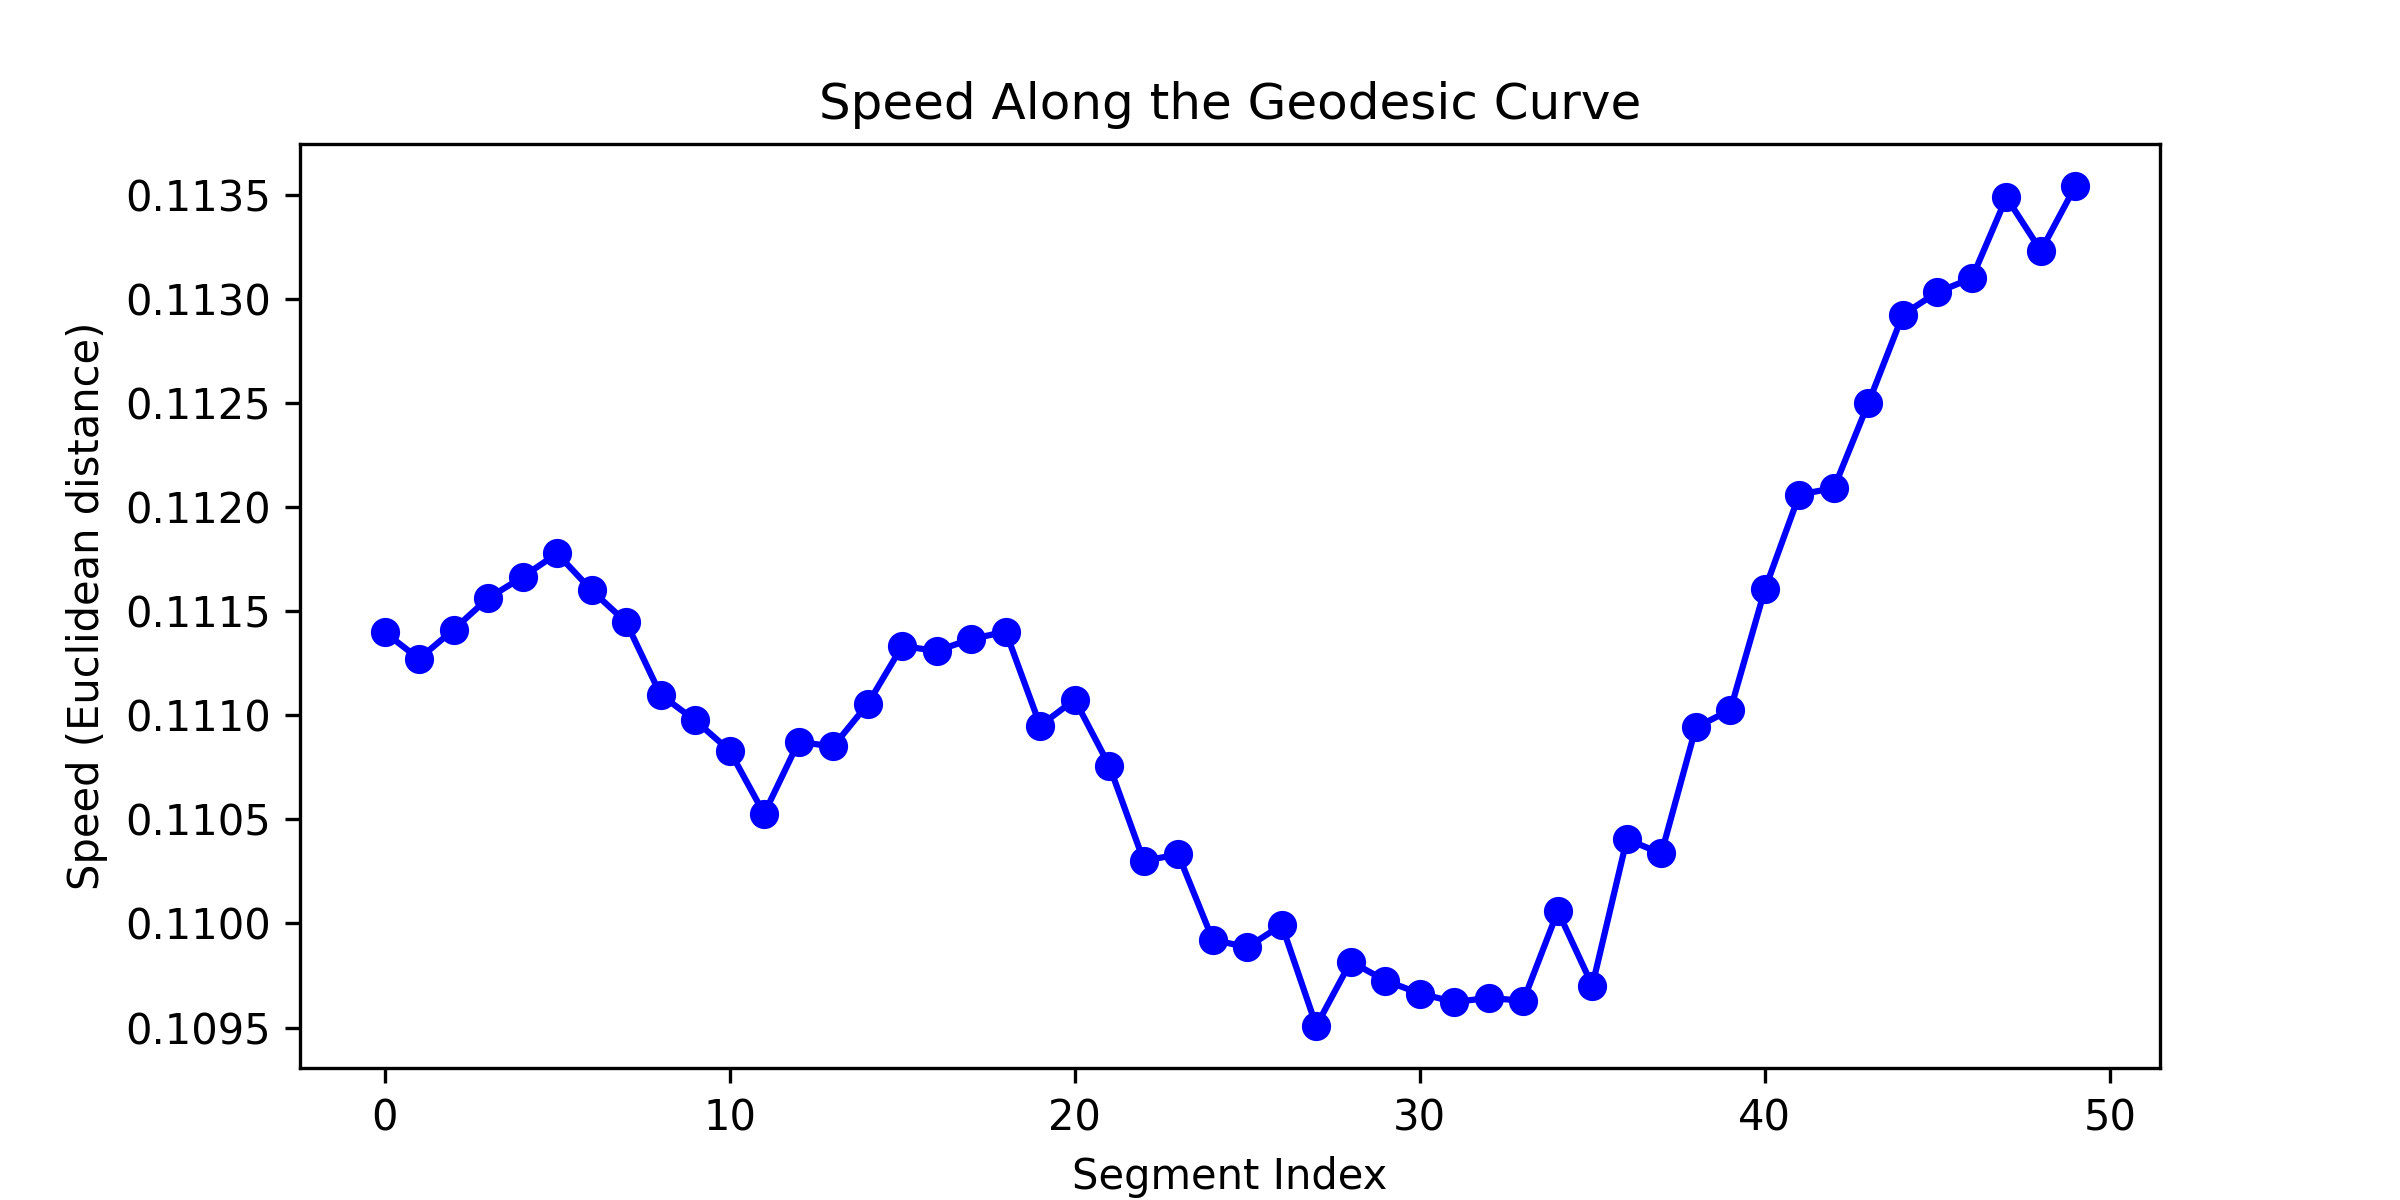 Speed Along the Geodesic Curve
Speed (Euclidean distance)
0.1135
0.1130
0.1125
0.1120
0.1115
0.1110
0.1105
0.1100
0.1095
0 10 20 30 40 50
Segment Index